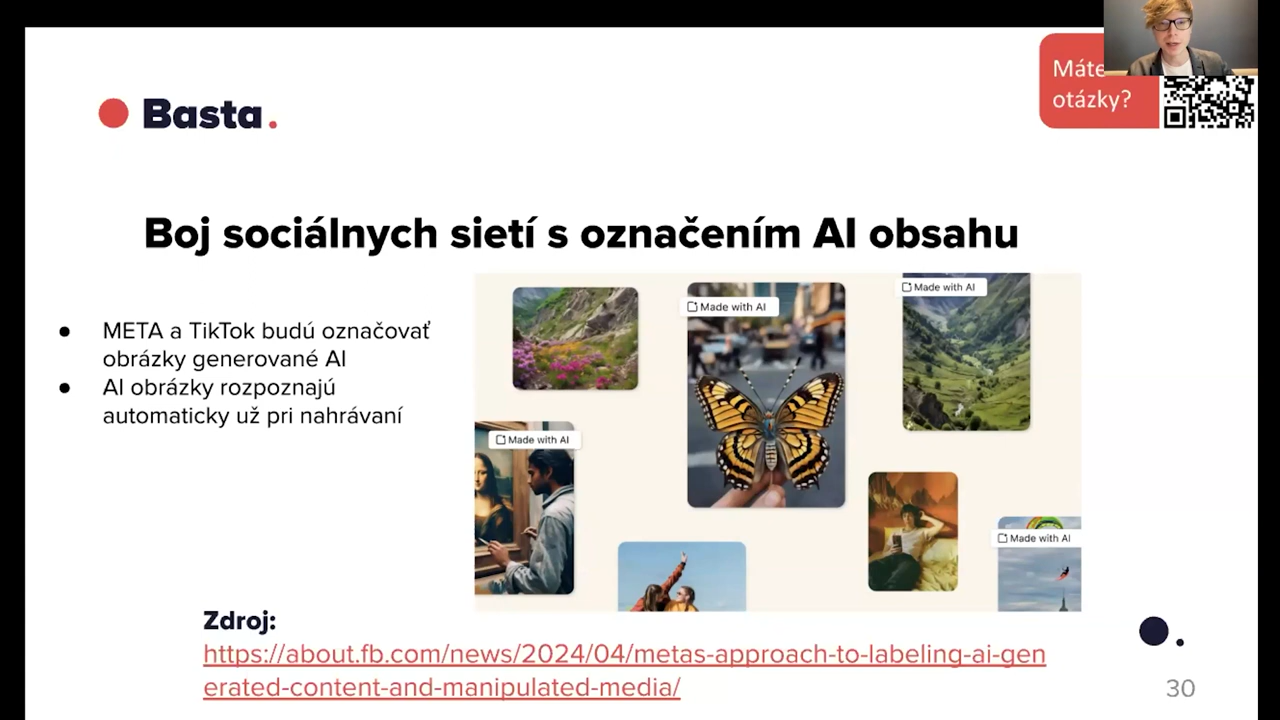 Máte
otázky?
Basta.
Boj sociálnych sietí s označením AI obsahu
● META a TikTok budú označovať
obrázky generované AI
● AI obrázky rozpoznajú
automaticky už pri nahrávaní
Made with AI
Made with AI
Made with AI
Made with AI
Zdroj:
https://about.fb.com/news/2024/04/metas-approach-to-labeling-ai-gen
erated-content-and-manipulated-media/
30